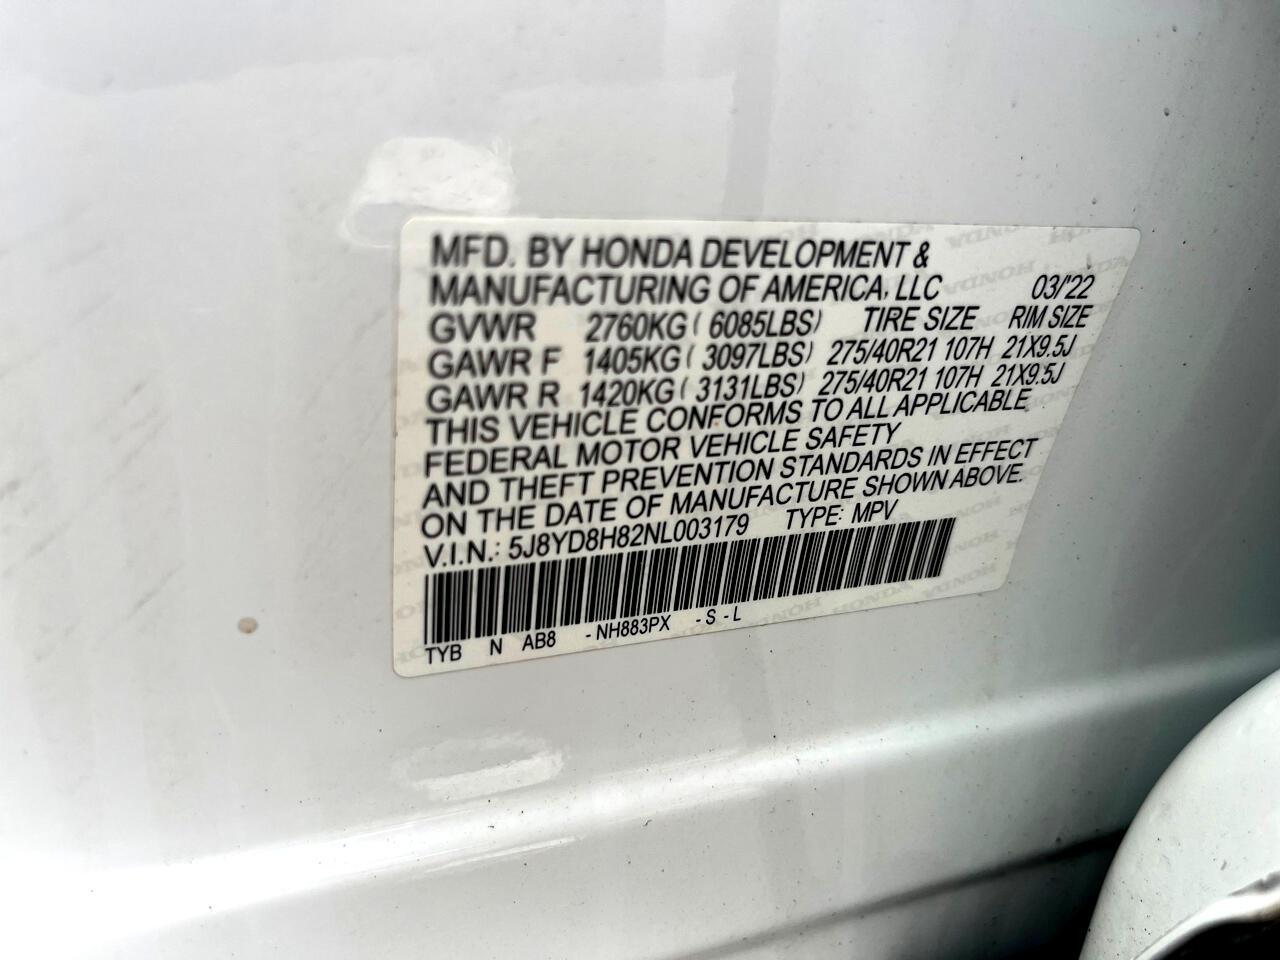 MFD. BY HONDA DEVELOPMENT &
MANUFACTURING OF AMERICA, LLC 03/'22
GVWR 2760KG ( 6085LBS) TIRE SIZE RIM SIZE
GAWR F 1405KG ( 3097LBS) 275/40R21 107H 21X9.5J
GAWR R 1420KG ( 3131LBS) 275/40R21 107H 21X9.5J
THIS VEHICLE CONFORMS TO ALL APPLICABLE
FEDERAL MOTOR VEHICLE SAFETY
AND THEFT PREVENTION STANDARDS IN EFFECT
ON THE DATE OF MANUFACTURE SHOWN ABOVE.
V.I.N.: 5J8YD8H82NL003179 TYPE: MPV
TYB N AB8 - NH883PX - S - L